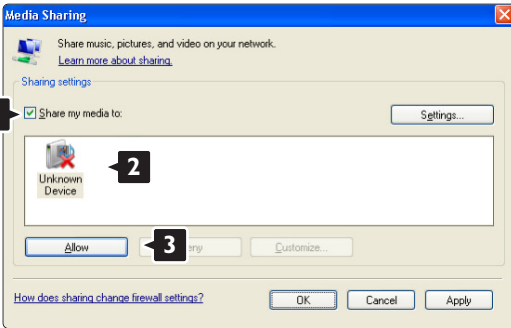 Media Sharing
Share music, pictures, and video on your network.
Learn more about sharing.
Sharing settings
Share my media to:
Settings...
2
Unknown
Device
Allow
3
Customize...
How does sharing change firewall settings?
OK
Cancel
Apply